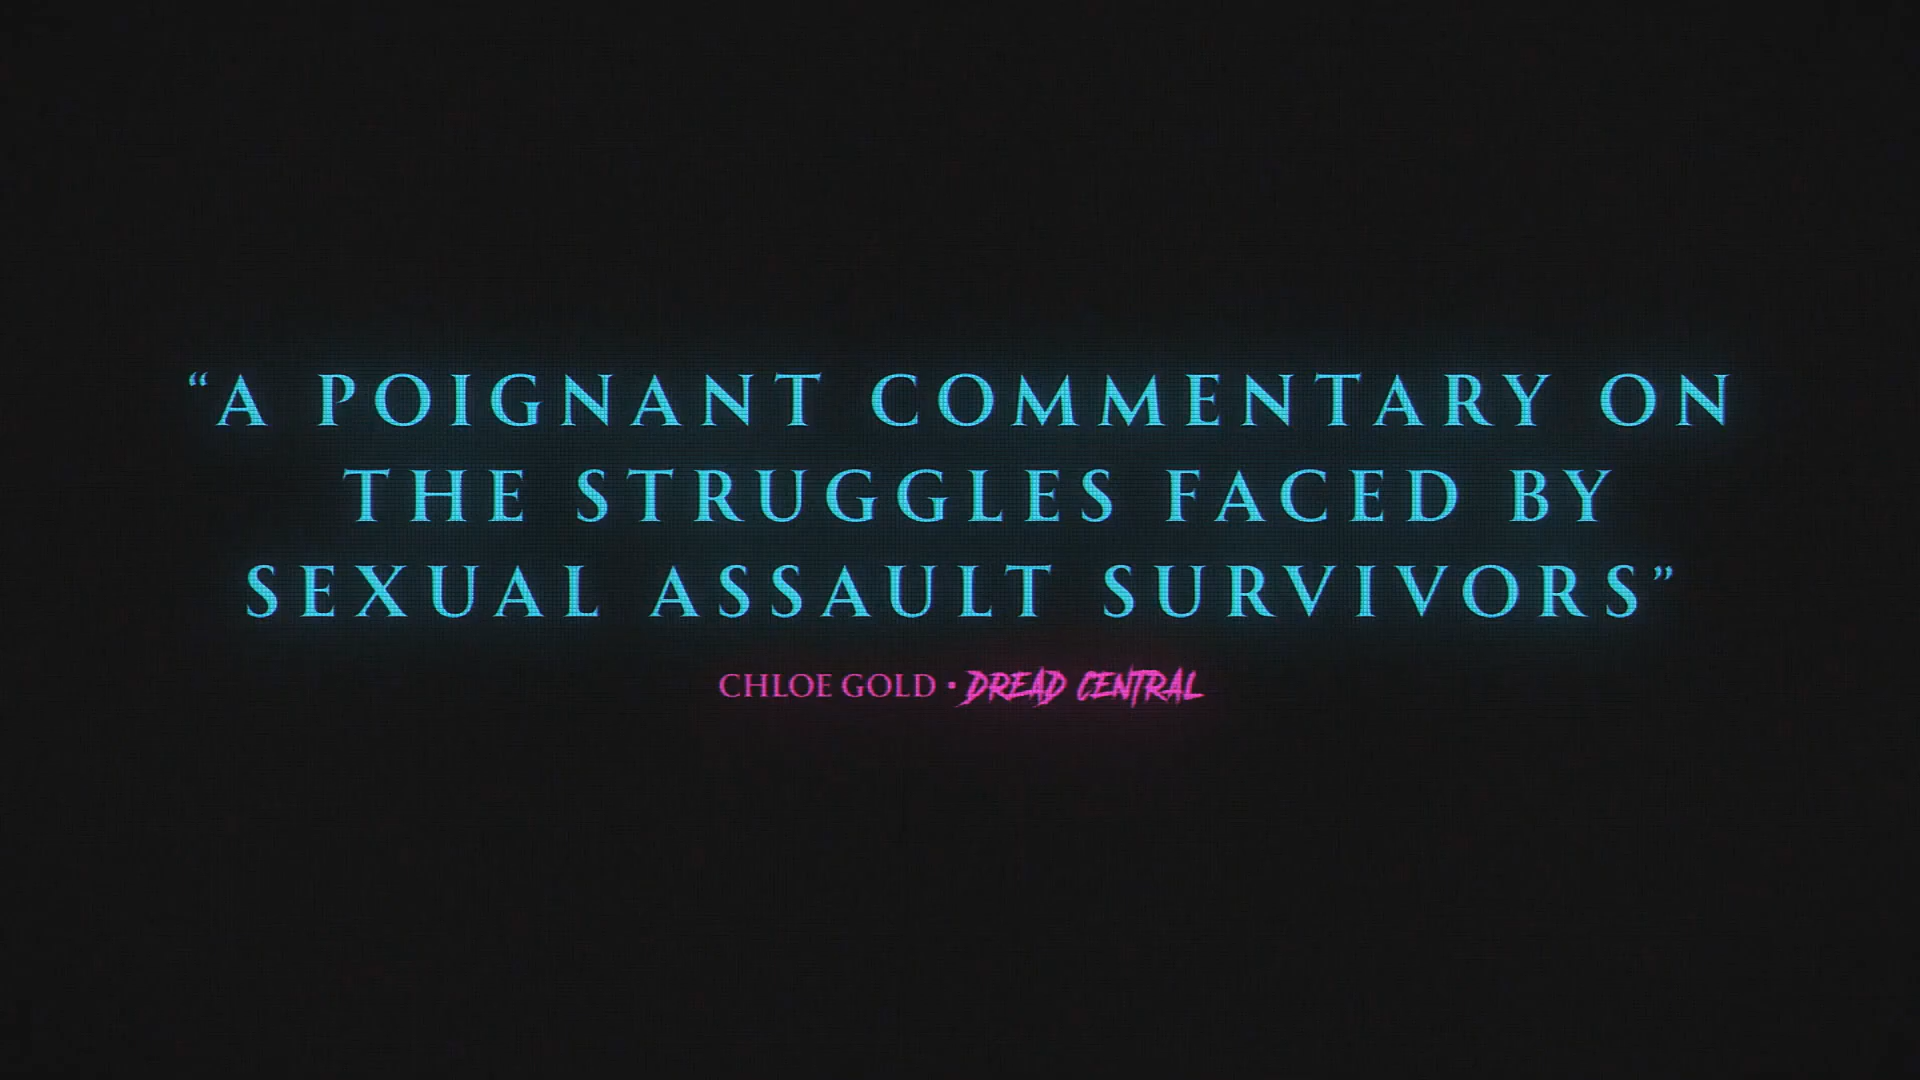 “A POIGNANT COMMENTARY ON
THE STRUGGLES FACED BY
SEXUAL ASSAULT SURVIVORS”
CHLOE GOLD • DREAD CENTRAL